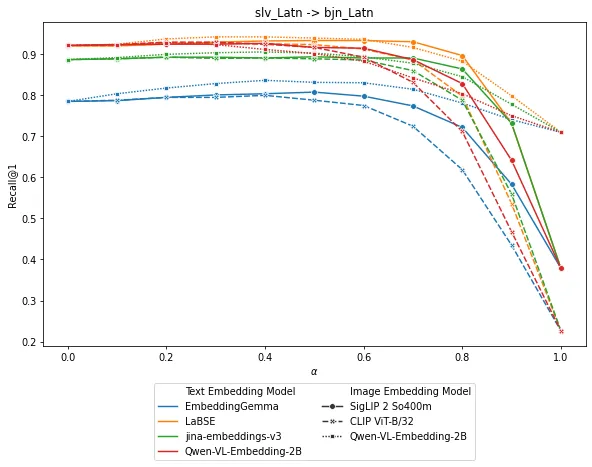 slv_Latn -> bjn_Latn
0.9
0.8
0.7
0.6
0.5
0.4
0.3
0.2
Recall@1
0.0 0.2 0.4 0.6 0.8 1.0
α
Text Embedding Model Image Embedding Model
EmbeddingGemma SigLIP 2 So400m
LaBSE CLIP ViT-B/32
jina-embeddings-v3 Qwen-VL-Embedding-2B
Qwen-VL-Embedding-2B